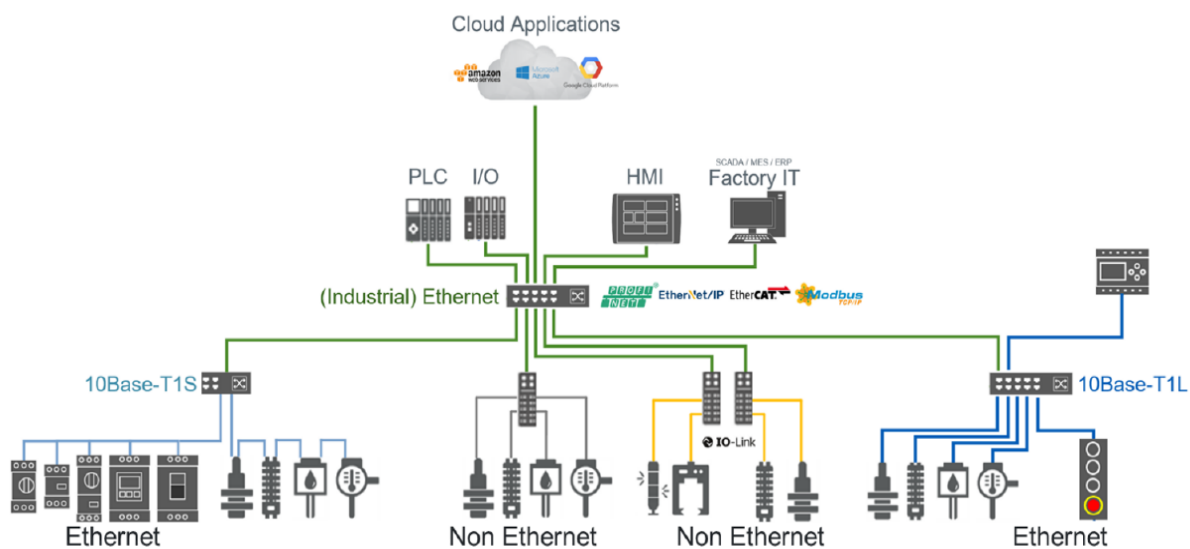 Cloud Applications
amazon
web services
Microsoft
Azure
Google Cloud Platform
PLC
I/O
HMI
SCADA / MES / ERP
Factory IT
(Industrial) Ethernet
PROFI
NET
EtherNet/IP
EtherCAT
Modbus
TCP/IP
10Base-T1S
10Base-T1L
IO-Link
Ethernet
Non Ethernet
Non Ethernet
Ethernet